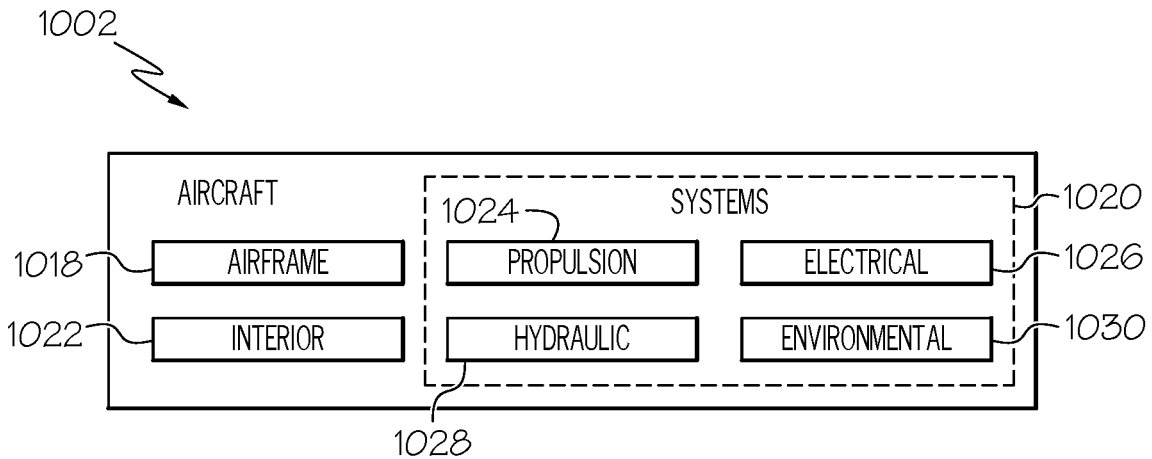 1002
AIRCRAFT
SYSTEMS
1020
1024
1018
AIRFRAME
PROPULSION
ELECTRICAL
1026
1022
INTERIOR
HYDRAULIC
ENVIRONMENTAL
1030
1028